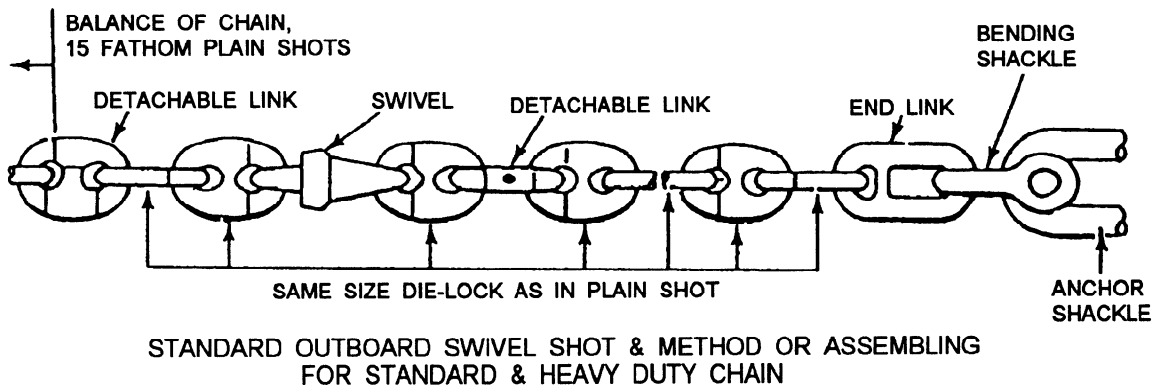 BALANCE OF CHAIN,
15 FATHOM PLAIN SHOTS
DETACHABLE LINK
SWIVEL
DETACHABLE LINK
END LINK
BENDING
SHACKLE
SAME SIZE DIE-LOCK AS IN PLAIN SHOT
ANCHOR
SHACKLE
STANDARD OUTBOARD SWIVEL SHOT & METHOD OR ASSEMBLING
FOR STANDARD & HEAVY DUTY CHAIN